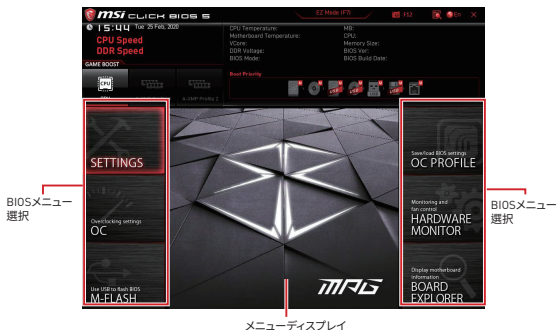 msi CLICK BIOS 5
EZ Mode (F7)
F12
En
X
15:44 Tue 25 Feb, 2020
CPU Speed
DDR Speed
GAME BOOST
CPU
A-XMP Profile 2
CPU Temperature:
Motherboard Temperature:
VCore:
DDR Voltage:
BIOS Mode:
MB:
CPU:
Memory Size:
BIOS Ver:
BIOS Build Date:
Boot Priority
USB
USB
USB
SETTINGS
Overclocking settings
OC
Use USB to flash BIOS
M-FLASH
Save/load BIOS settings
OC PROFILE
Monitoring and
fan control
HARDWARE
MONITOR
Display motherboard
information
BOARD
EXPLORER
MPG
BIOSメニュー
選択
BIOSメニュー
選択
メニューディスプレイ